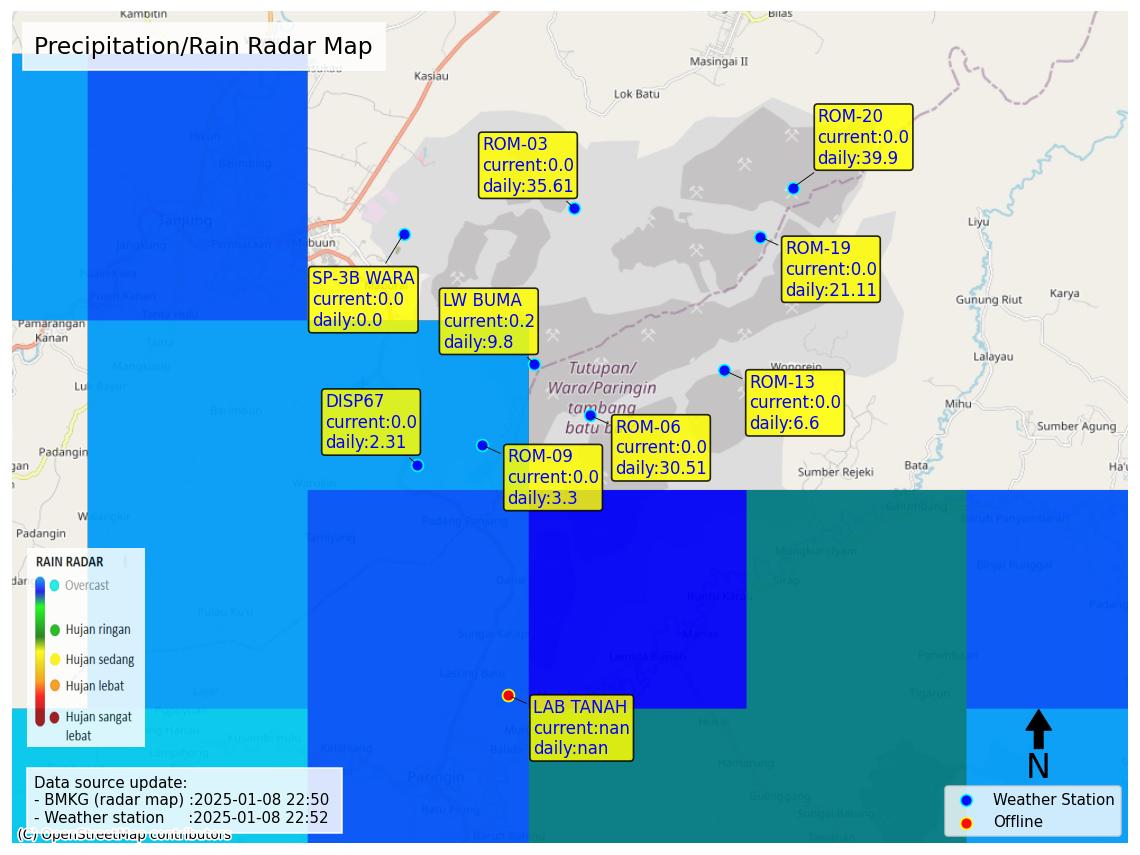 Kambitin
Bilas
Precipitation/Rain Radar Map
Kasiau
Masingai II
Lok Batu
ROM-20
current:0.0
daily:39.9
ROM-03
current:0.0
daily:35.61
Tanjung
Mabuun
Liyu
ROM-19
current:0.0
daily:21.11
SP-3B WARA
current:0.0
daily:0.0
LW BUMA
current:0.2
daily:9.8
Gunung Riut
Karya
Pamarangan
Kanan
Lalayau
Wonorejo
Tutupan/
Wara/Paringin
tambang
batu b
ROM-13
current:0.0
daily:6.6
DISP67
current:0.0
daily:2.31
Mihu
Sumber Agung
ROM-06
current:0.0
daily:30.51
ROM-09
current:0.0
daily:3.3
Padangin
Sumber Rejeki
Bata
Ha'u
Padang Panjang
Padangin
RAIN RADAR
Overcast
Hujan ringan
Hujan sedang
Hujan lebat
Hujan sangat
lebat
LAB TANAH
current:nan
daily:nan
Paringin
N
Data source update:
- BMKG (radar map) :2025-01-08 22:50
- Weather station :2025-01-08 22:52
Weather Station
Offline
(C) OpenStreetMap contributors